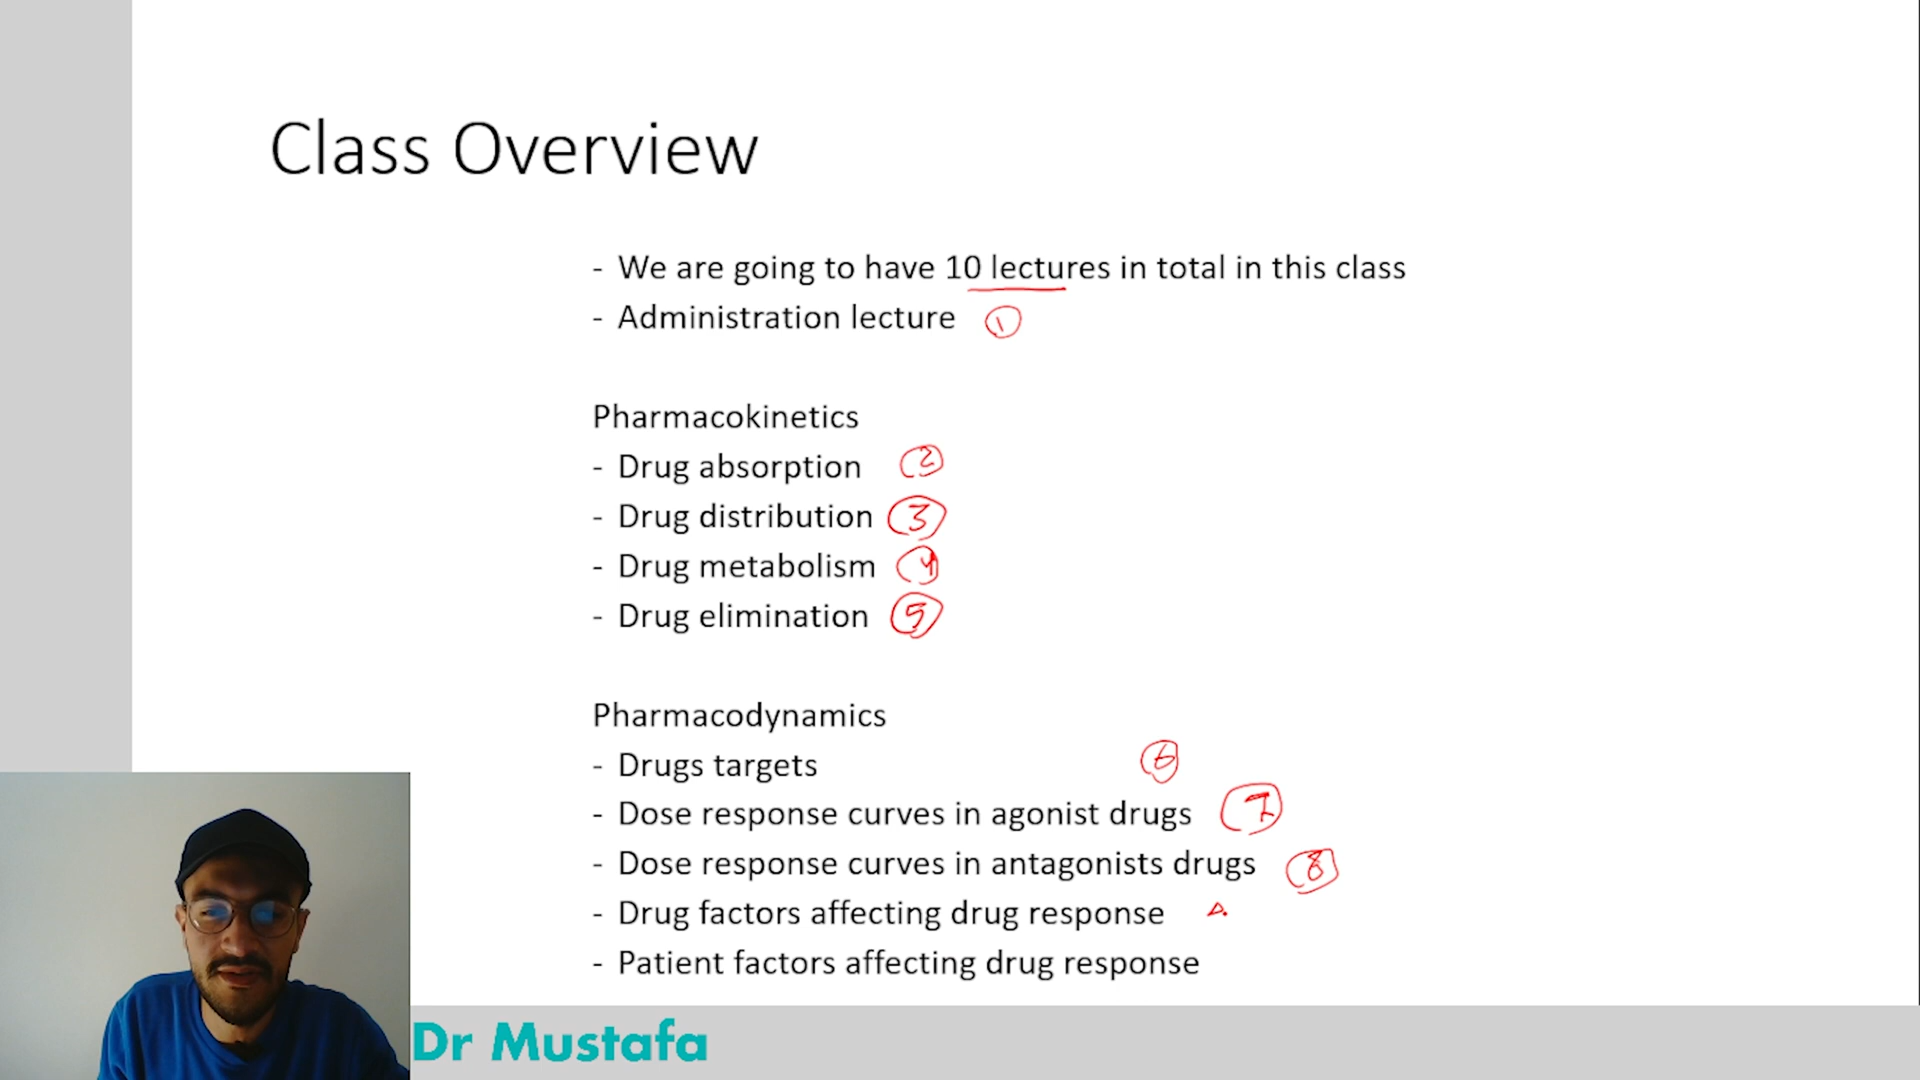 Class Overview
- We are going to have 10 lectures in total in this class
- Administration lecture 1
Pharmacokinetics
- Drug absorption 2
- Drug distribution 3
- Drug metabolism 4
- Drug elimination 5
Pharmacodynamics
- Drugs targets 6
- Dose response curves in agonist drugs 7
- Dose response curves in antagonists drugs 8
- Drug factors affecting drug response
- Patient factors affecting drug response
Dr Mustafa